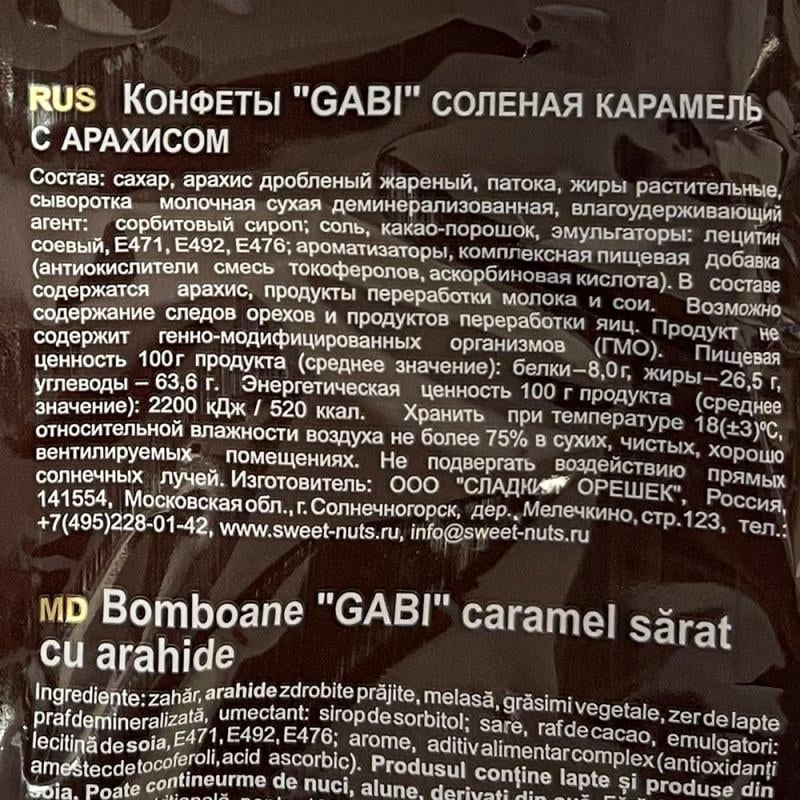 RUS КОНФЕТЫ "GABI" СОЛЕНАЯ КАРАМЕЛЬ
С АРАХИСОМ
Состав: сахар, арахис дробленый жареный, патока, жиры растительные,
сыворотка молочная сухая деминерализованная, влагоудерживающий
агент: сорбитовый сироп; соль, какао-порошок, эмульгаторы: лецитин
соевый, Е471, Е492, Е476; ароматизаторы, комплексная пищевая добавка
(антиокислители смесь токоферолов, аскорбиновая кислота). В составе
содержатся арахис, продукты переработки молока и сои. Возможно
содержание следов орехов и продуктов переработки яиц. Продукт не
содержит генно-модифицированных организмов (ГМО). Пищевая
ценность 100г продукта (среднее значение): белки–8,0г, жиры–26,5 г,
углеводы – 63,6 г. Энергетическая ценность 100 г продукта (среднее
значение): 2200 кДж / 520 ккал. Хранить при температуре 18(±3)ºС,
относительной влажности воздуха не более 75% в сухих, чистых, хорошо
вентилируемых помещениях. Не подвергать воздействию прямых
солнечных лучей. Изготовитель: ООО "СЛАДКИЙ ОРЕШЕК", Россия,
141554, Московская обл., г. Солнечногорск, дер., Мелечкино, стр.123, тел.:
+7(495)228-01-42, www.sweet-nuts.ru, info@sweet-nuts.ru
MD Bomboane "GABI" caramel sărat
cu arahide
Ingrediente: zahăr, arahide zdrobite prăjite, melasă, grăsimi vegetale, zer de lapte
praf demineralizată, umectant: sirop de sorbitol; sare, raf de cacao, emulgatori:
lecitină de soia, E471, E492, E476; arome, aditiv alimentar complex (antioxidanți
amestec de tocoferoli, acid ascorbic). Produsul conține lapte și produse din
soia. Poate conține urme de nuci, alune, derivați din